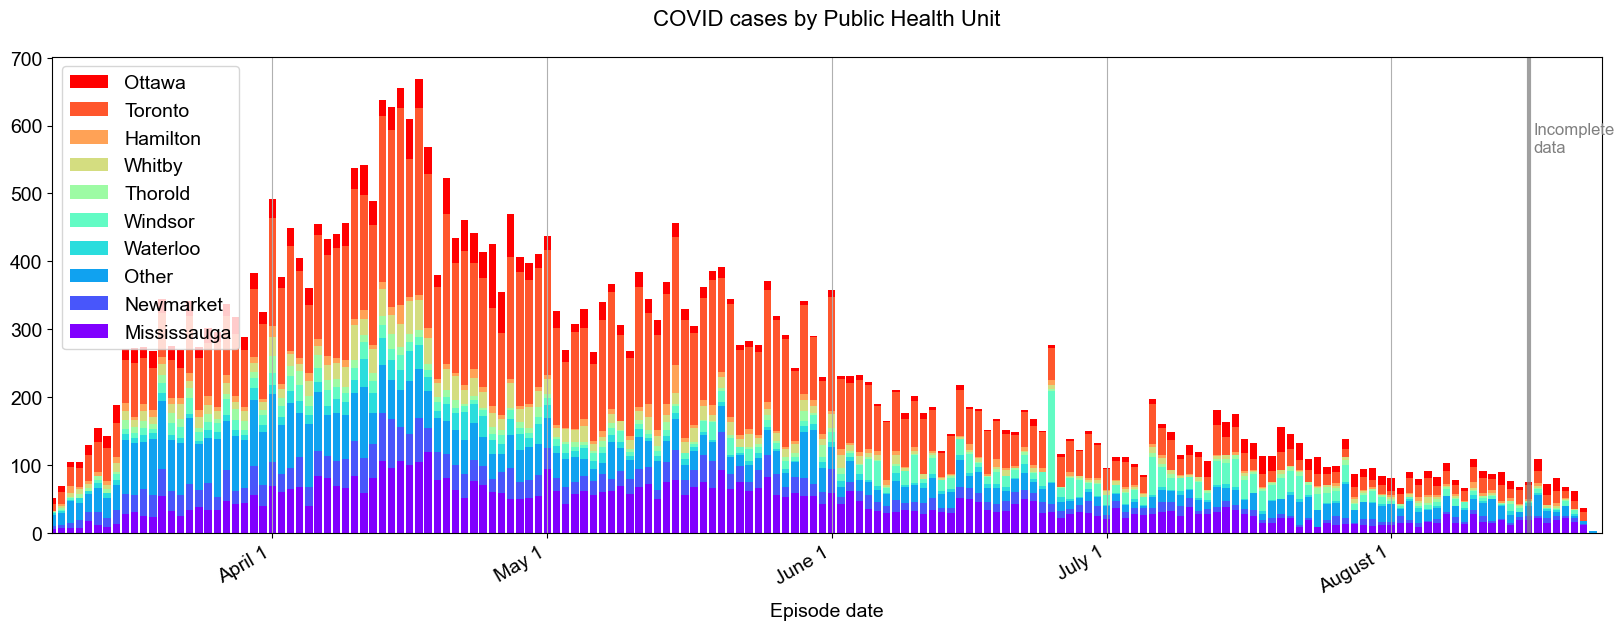 COVID cases by Public Health Unit
700
600
500
400
300
200
100
0
Ottawa
Toronto
Hamilton
Whitby
Thorold
Windsor
Waterloo
Other
Newmarket
Mississauga
Incomplete
data
April 1
May 1
June 1
July 1
August 1
Episode date